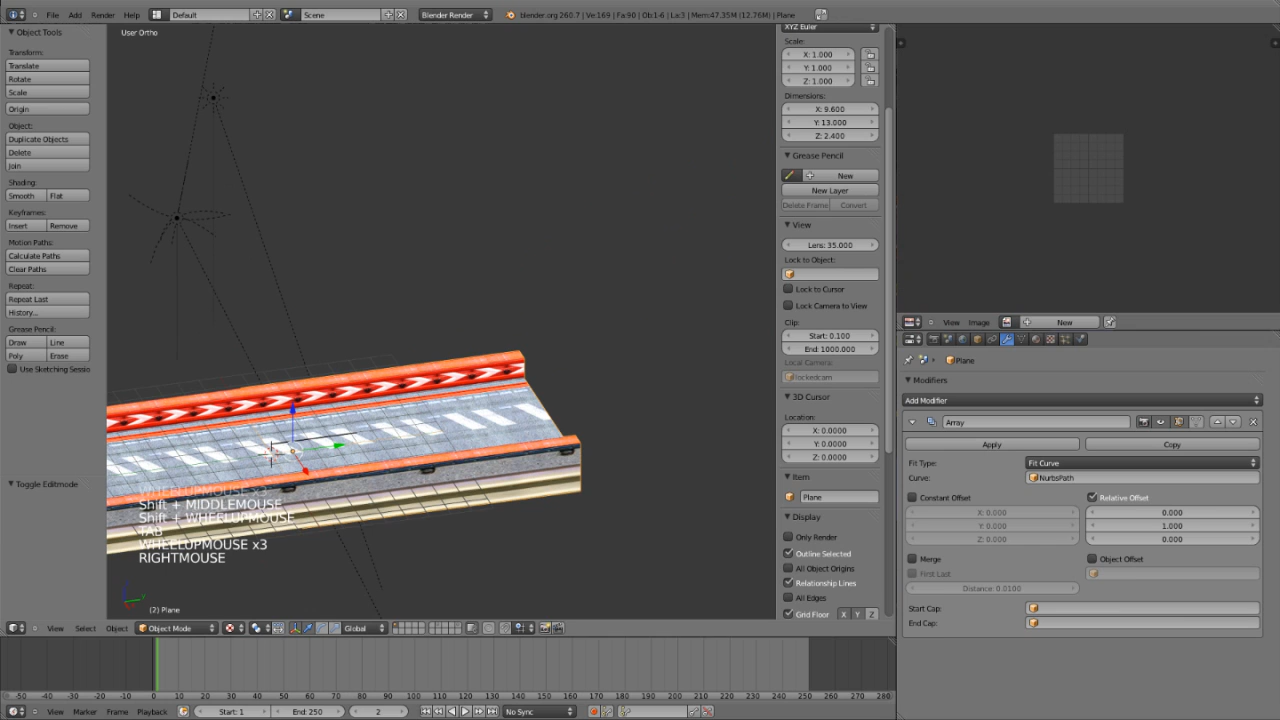 File Add Render Help Default Scene Blender Render blender.org 260.7 | Ve:169 | Fa:90 | Ob:1-6 | La:3 | Mem:47.35M (12.76M) | Plane
Object Tools
Transform:
Translate
Rotate
Scale
Origin
Object:
Duplicate Objects
Delete
Join
Shading:
Smooth Flat
Keyframes:
Insert Remove
Motion Paths:
Calculate Paths
Clear Paths
Repeat:
Repeat Last
History...
Grease Pencil:
Draw Line
Poly Erase
Use Sketching Sessio
Toggle Editmode
User Ortho
WHEELUPMOUSE x3
Shift + MIDDLEMOUSE
Shift + WHEELUPMOUSE
TAB
WHEELUPMOUSE x3
RIGHTMOUSE
(2) Plane
XYZ Euler
Scale:
X: 1.000
Y: 1.000
Z: 1.000
Dimensions:
X: 9.600
Y: 13.000
Z: 2.400
Grease Pencil
New
New Layer
Delete Frame Convert
View
Lens: 35.000
Lock to Object:
Lock to Cursor
Lock Camera to View
Clip:
Start: 0.100
End: 1000.000
Local Camera:
lockedcam
3D Cursor
Location:
X: 0.0000
Y: 0.0000
Z: 0.0000
Item
Plane
Display
Only Render
Outline Selected
All Object Origins
Relationship Lines
All Edges
Grid Floor X Y Z
View Image New
Plane
Modifiers
Add Modifier
Array
Apply Copy
Fit Type: Fit Curve
Curve: NurbsPath
Constant Offset Relative Offset
X: 0.000 0.000
Y: 0.000 1.000
Z: 0.000 0.000
Merge Object Offset
First Last
Distance: 0.0100
Start Cap:
End Cap:
View Select Object Object Mode Global
-50 -40 -30 -20 -10 0 10 20 30 40 50 60 70 80 90 100 110 120 130 140 150 160 170 180 190 200 210 220 230 240 250 260 270 280
View Marker Frame Playback Start: 1 End: 250 2 No Sync